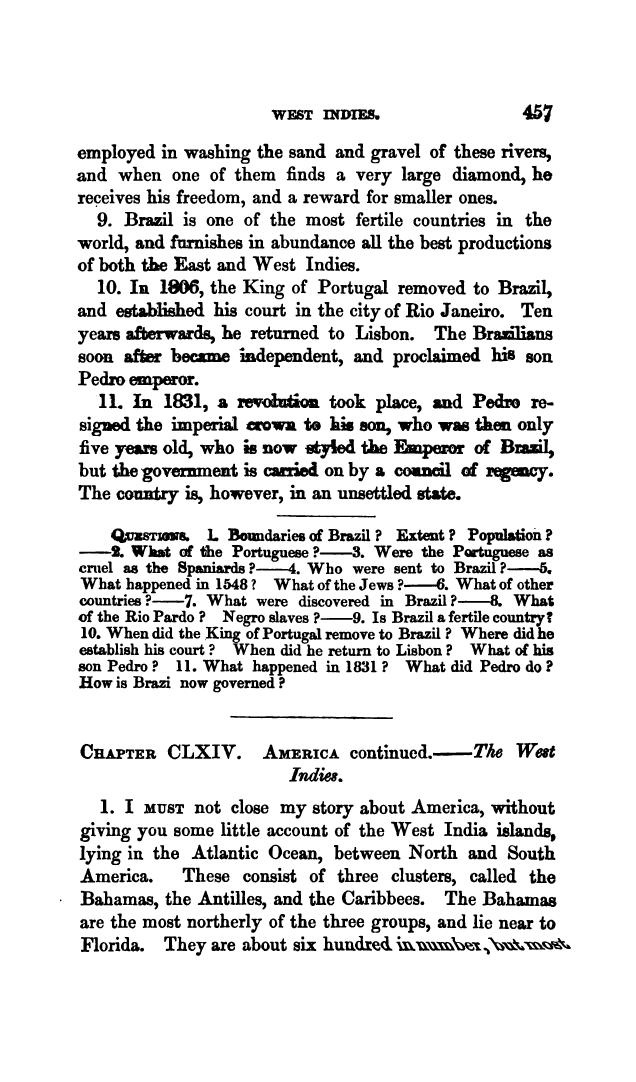 WEST INDIES. 457
employed in washing the sand and gravel of these rivers,
and when one of them finds a very large diamond, he
receives his freedom, and a reward for smaller ones.
9. Brazil is one of the most fertile countries in the
world, and furnishes in abundance all the best productions
of both the East and West Indies.
10. In 1806, the King of Portugal removed to Brazil,
and established his court in the city of Rio Janeiro. Ten
years afterwards, he returned to Lisbon. The Brazilians
soon after became independent, and proclaimed his son
Pedro emperor.
11. In 1831, a revolution took place, and Pedro re-
signed the imperial crown to his son, who was then only
five years old, who is now styled the Emperor of Brazil,
but the government is carried on by a council of regency.
The country is, however, in an unsettled state.
QUESTIONS. 1. Boundaries of Brazil? Extent? Population?
—2. What of the Portuguese?—3. Were the Portuguese as
cruel as the Spaniards?—4. Who were sent to Brazil?—5.
What happened in 1548? What of the Jews?—6. What of other
countries?—7. What were discovered in Brazil?—8. What
of the Rio Pardo? Negro slaves?—9. Is Brazil a fertile country?
10. When did the King of Portugal remove to Brazil? Where did he
establish his court? When did he return to Lisbon? What of his
son Pedro? 11. What happened in 1831? What did Pedro do?
How is Brazi now governed?
CHAPTER CLXIV. AMERICA continued.—The West
Indies.
1. I MUST not close my story about America, without
giving you some little account of the West India islands,
lying in the Atlantic Ocean, between North and South
America. These consist of three clusters, called the
Bahamas, the Antilles, and the Caribbees. The Bahamas
are the most northerly of the three groups, and lie near to
Florida. They are about six hundred in number, but most